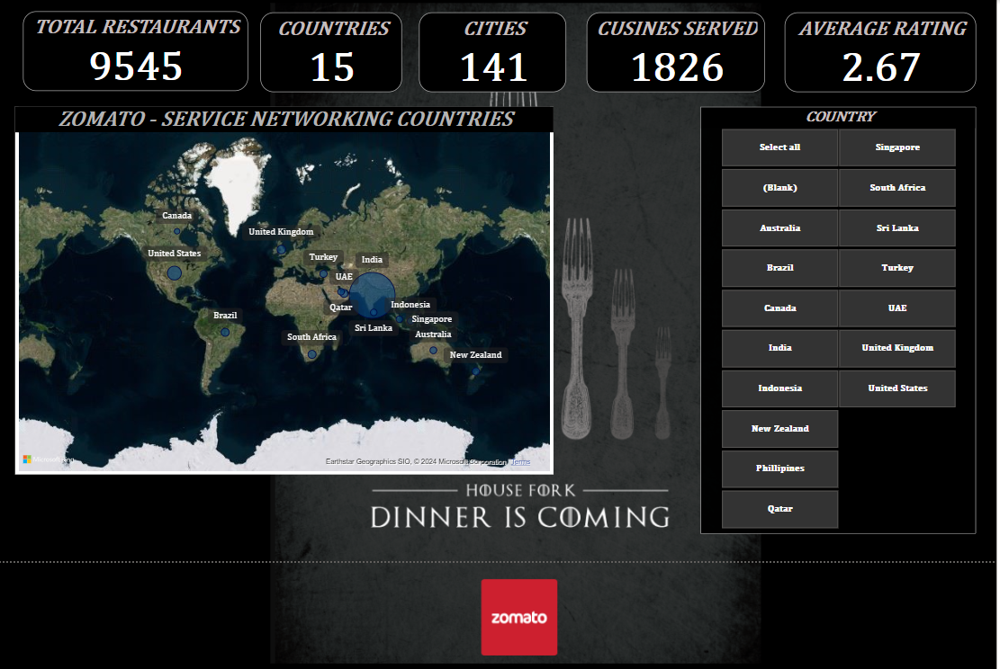 TOTAL RESTAURANTS
9545
COUNTRIES
15
CITIES
141
CUSINES SERVED
1826
AVERAGE RATING
2.67
ZOMATO - SERVICE NETWORKING COUNTRIES
Canada
United Kingdom
United States
Turkey
India
UAE
Qatar
Indonesia
Brazil
Singapore
Sri Lanka
South Africa
Australia
New Zealand
Microsoft Bing
Earthstar Geographics SIO, © 2024 Microsoft Corporation Terms
COUNTRY
Select all
Singapore
(Blank)
South Africa
Australia
Sri Lanka
Brazil
Turkey
Canada
UAE
India
United Kingdom
Indonesia
United States
New Zealand
Phillipines
Qatar
HOUSE FORK
DINNER IS COMING
zomato